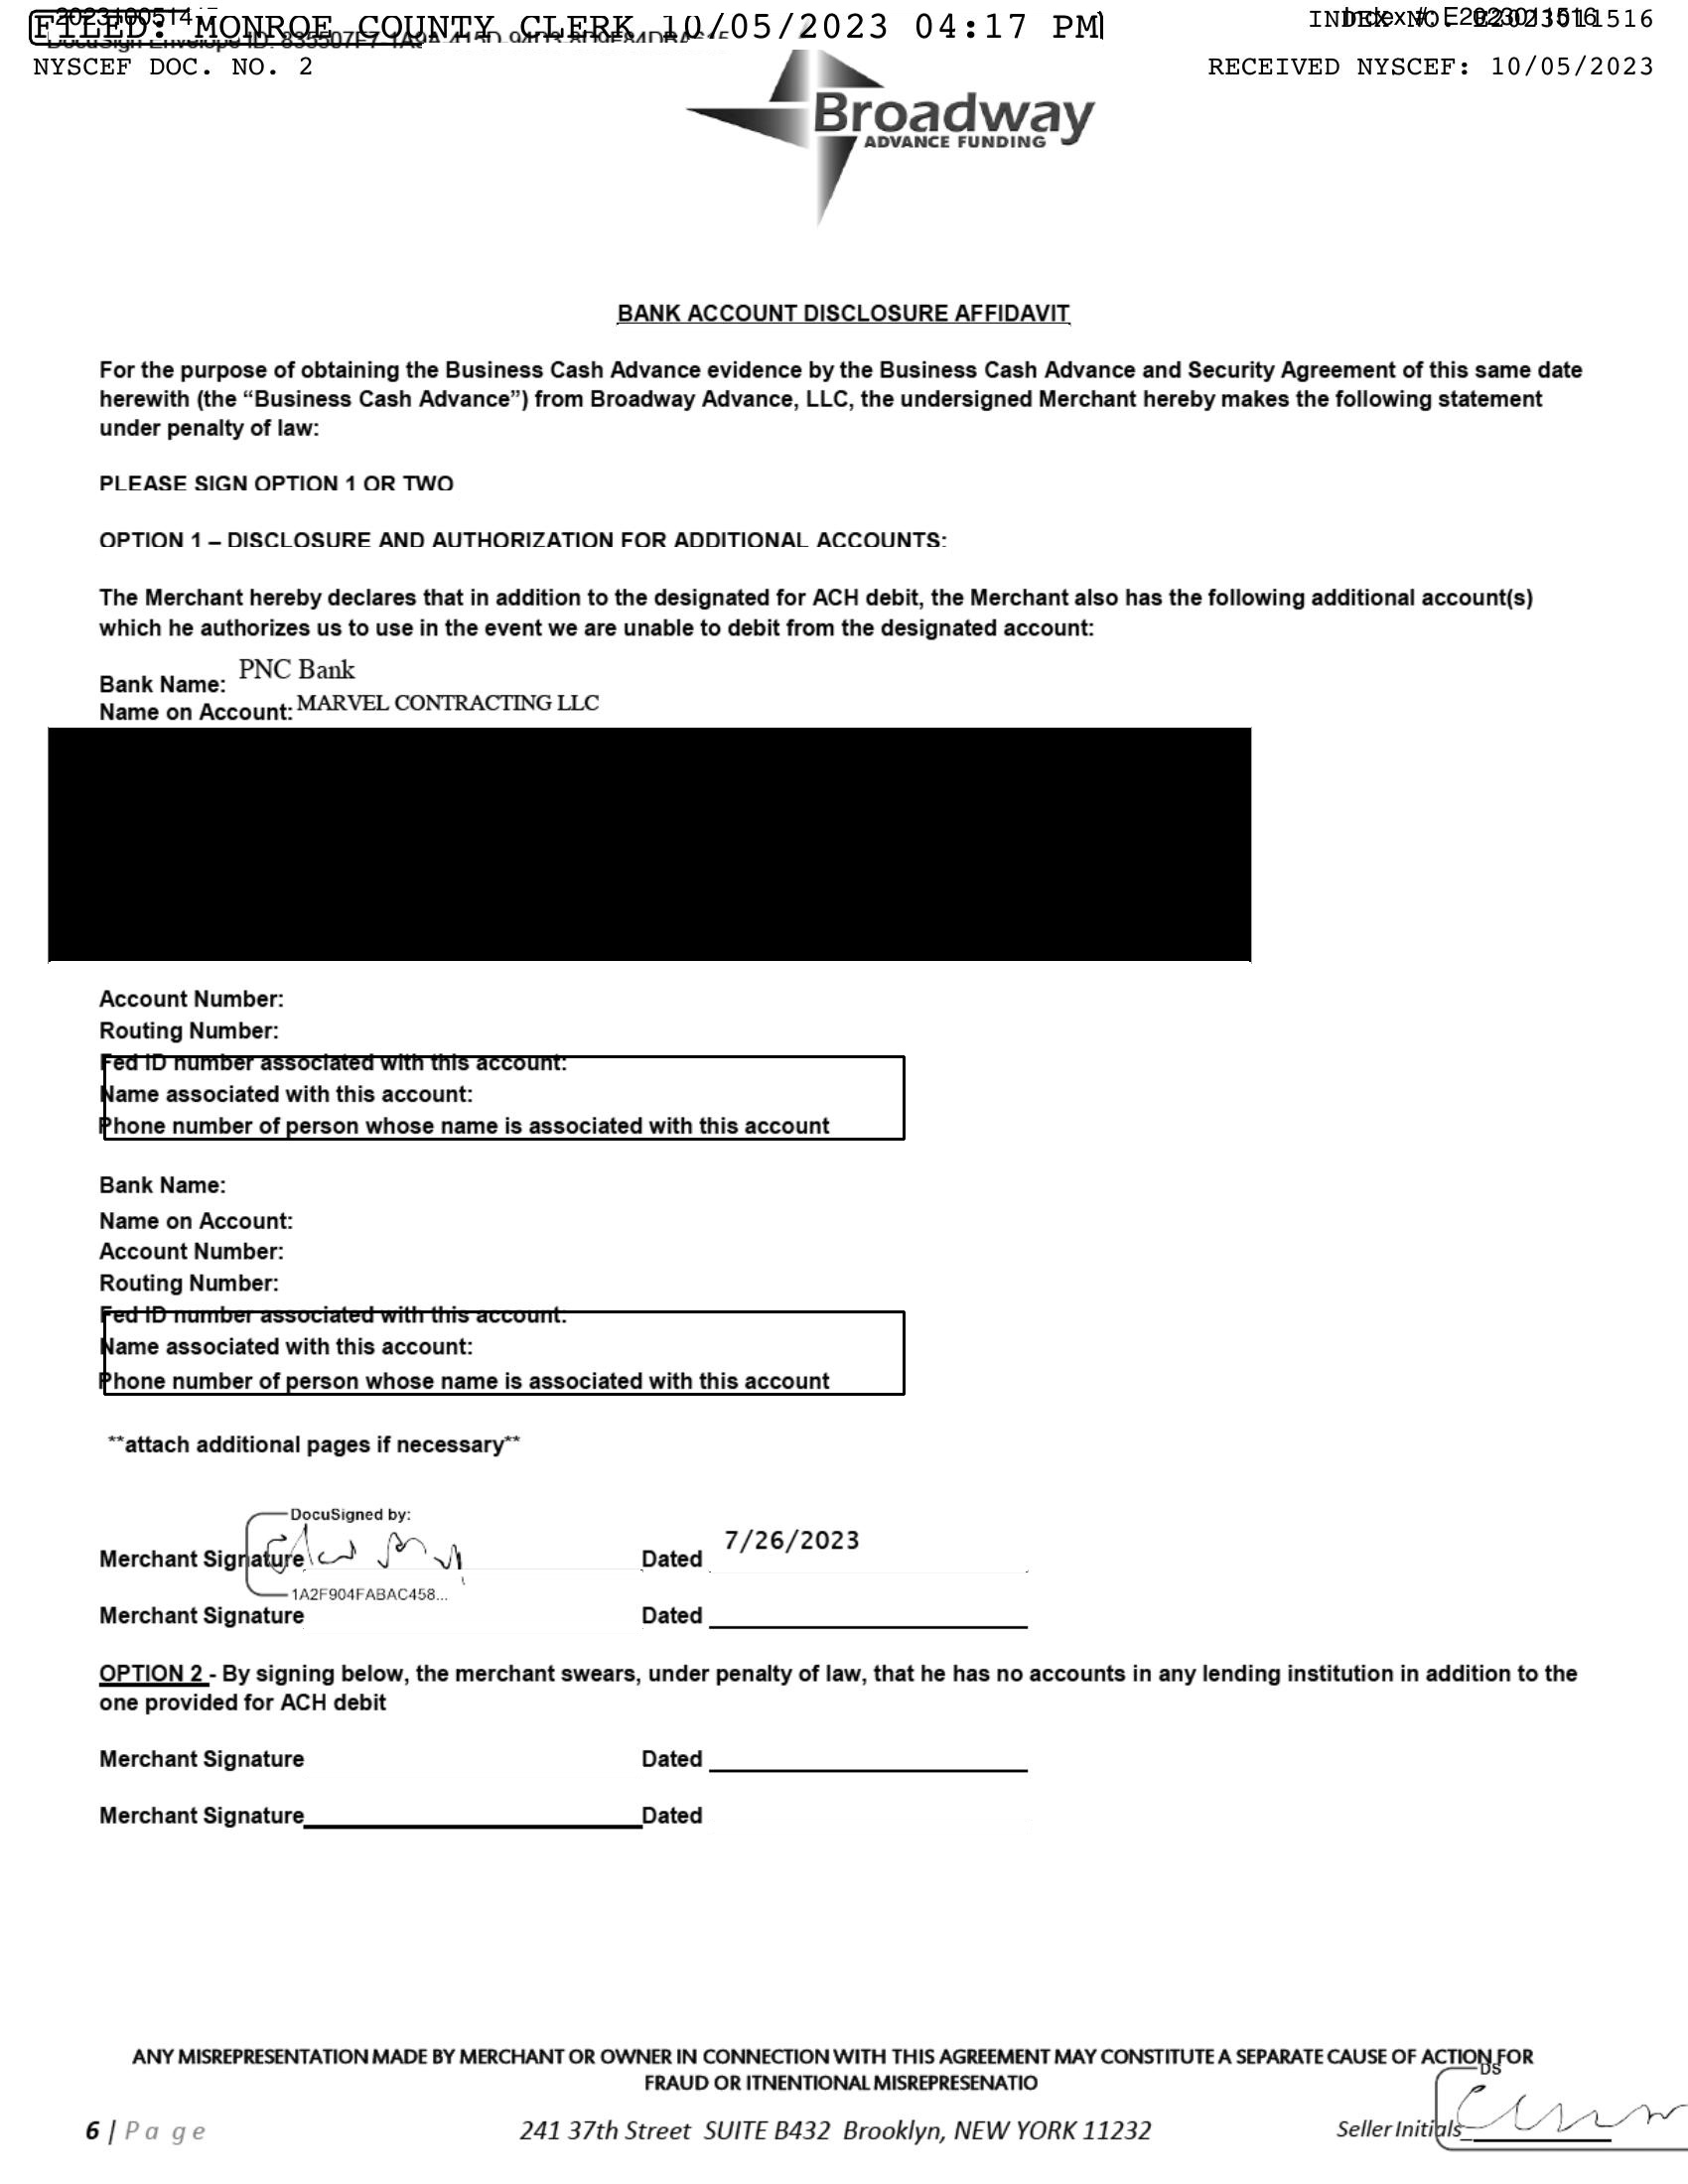 FILED: MONROE COUNTY CLERK 10/05/2023 04:17 PM
INDEX NO. E2023011516
NYSCEF DOC. NO. 2
RECEIVED NYSCEF: 10/05/2023
Broadway
ADVANCE FUNDING
BANK ACCOUNT DISCLOSURE AFFIDAVIT
For the purpose of obtaining the Business Cash Advance evidence by the Business Cash Advance and Security Agreement of this same date
herewith (the “Business Cash Advance”) from Broadway Advance, LLC, the undersigned Merchant hereby makes the following statement
under penalty of law:
PLEASE SIGN OPTION 1 OR TWO
OPTION 1 – DISCLOSURE AND AUTHORIZATION FOR ADDITIONAL ACCOUNTS:
The Merchant hereby declares that in addition to the designated for ACH debit, the Merchant also has the following additional account(s)
which he authorizes us to use in the event we are unable to debit from the designated account:
Bank Name: PNC Bank
Name on Account: MARVEL CONTRACTING LLC
Account Number:
Routing Number:
Fed ID number associated with this account:
Name associated with this account:
Phone number of person whose name is associated with this account
Bank Name:
Name on Account:
Account Number:
Routing Number:
Fed ID number associated with this account:
Name associated with this account:
Phone number of person whose name is associated with this account
**attach additional pages if necessary**
DocuSigned by:
Merchant Signature Dated 7/26/2023
1A2F904FABAC458...
Merchant Signature Dated
OPTION 2 - By signing below, the merchant swears, under penalty of law, that he has no accounts in any lending institution in addition to the
one provided for ACH debit
Merchant Signature Dated
Merchant Signature Dated
ANY MISREPRESENTATION MADE BY MERCHANT OR OWNER IN CONNECTION WITH THIS AGREEMENT MAY CONSTITUTE A SEPARATE CAUSE OF ACTION FOR
FRAUD OR ITNENTIONAL MISREPRESENATIO
DS
6 | Page 241 37th Street SUITE B432 Brooklyn, NEW YORK 11232 Seller Initials